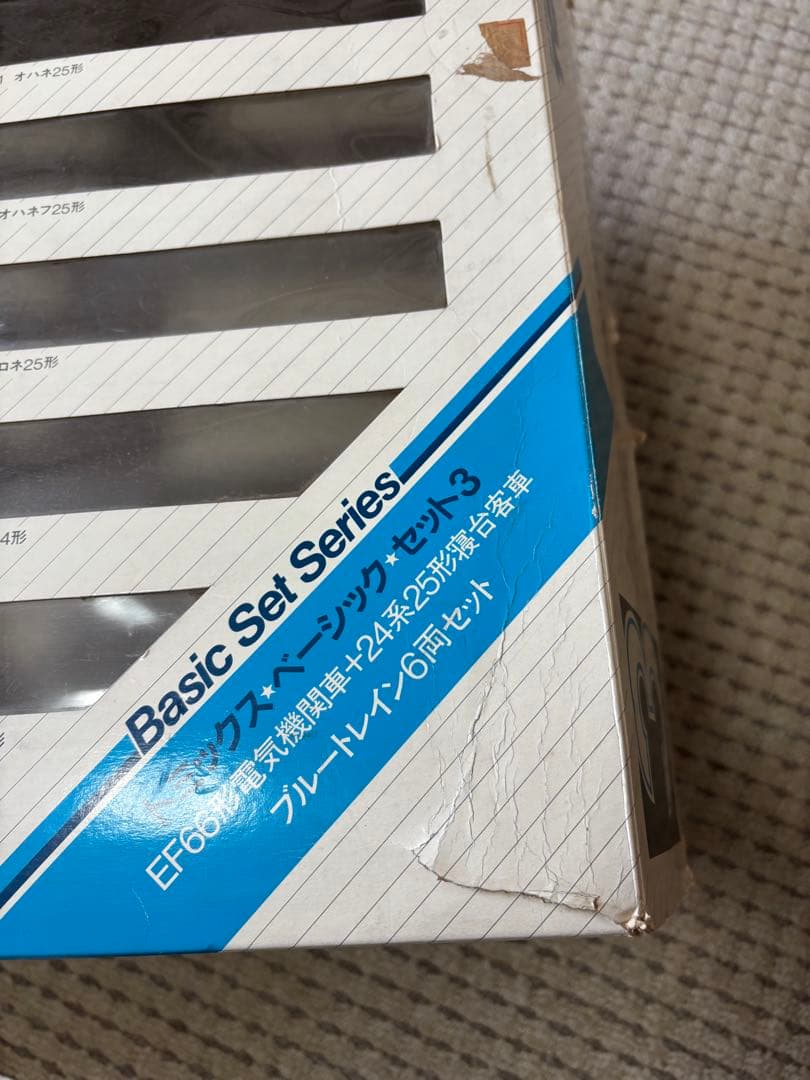 オハネ25形
オハネフ25形
ロネ25形
4形
形
Basic Set Series
トミックス★ベーシック★セット3
EF66形電気機関車+24系25形寝台客車
ブルートレイン6両セット